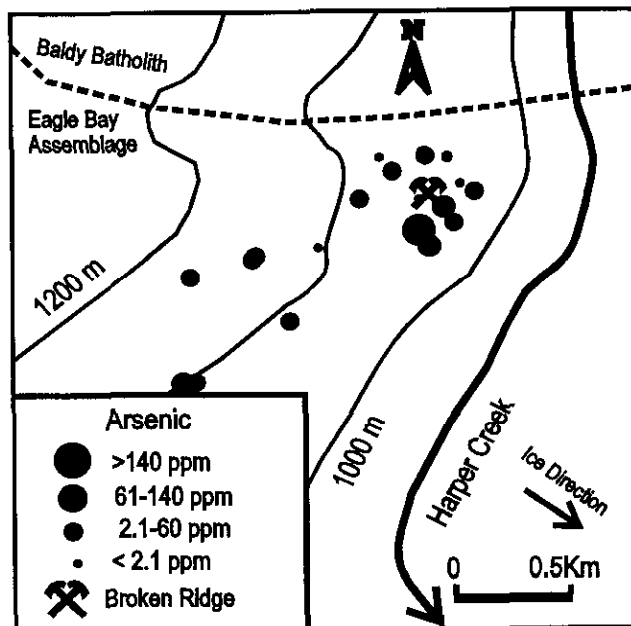 Baldy Batholith
N
Eagle Bay
Assemblage
1200 m
1000 m
Harper Creek
Ice Direction
0 0.5Km
Arsenic
>140 ppm
61-140 ppm
2.1-60 ppm
< 2.1 ppm
Broken Ridge